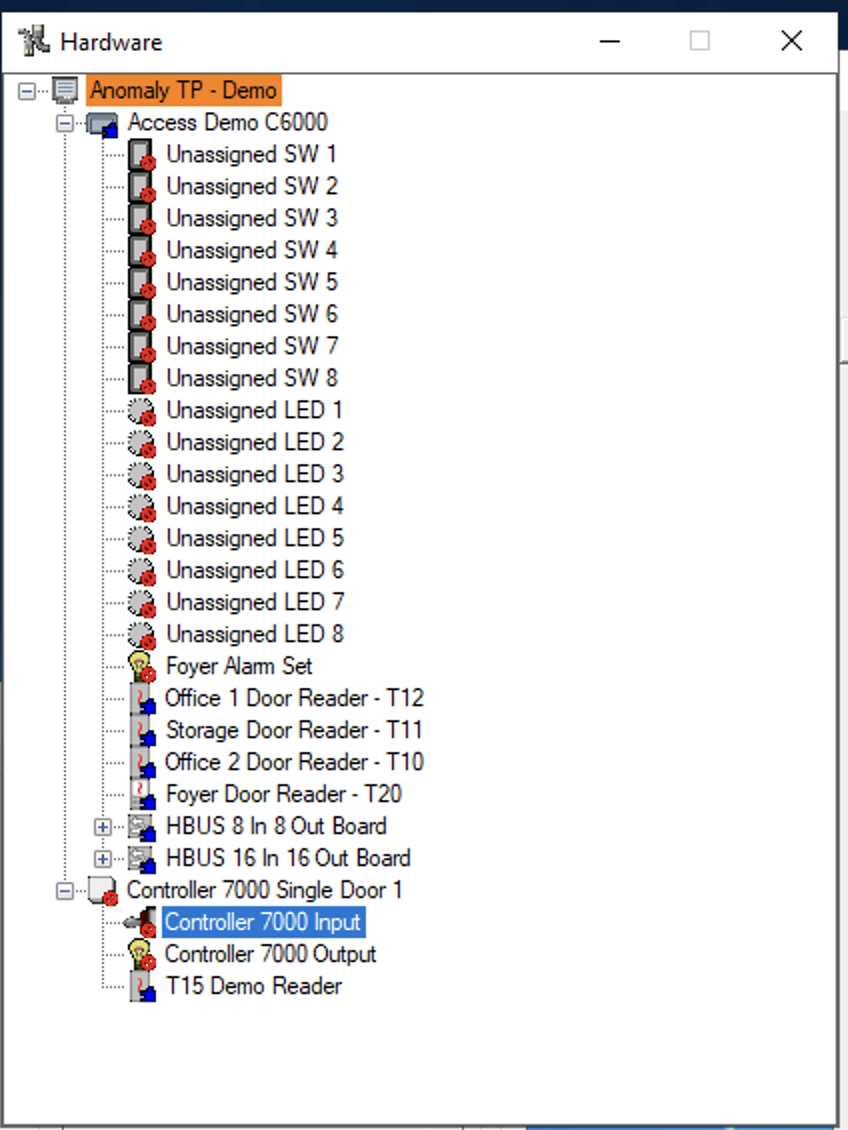 Hardware
Anomaly TP - Demo
Access Demo C6000
Unassigned SW 1
Unassigned SW 2
Unassigned SW 3
Unassigned SW 4
Unassigned SW 5
Unassigned SW 6
Unassigned SW 7
Unassigned SW 8
Unassigned LED 1
Unassigned LED 2
Unassigned LED 3
Unassigned LED 4
Unassigned LED 5
Unassigned LED 6
Unassigned LED 7
Unassigned LED 8
Foyer Alarm Set
Office 1 Door Reader - T12
Storage Door Reader - T11
Office 2 Door Reader - T10
Foyer Door Reader - T20
HBUS 8 In 8 Out Board
HBUS 16 In 16 Out Board
Controller 7000 Single Door 1
Controller 7000 Input
Controller 7000 Output
T15 Demo Reader